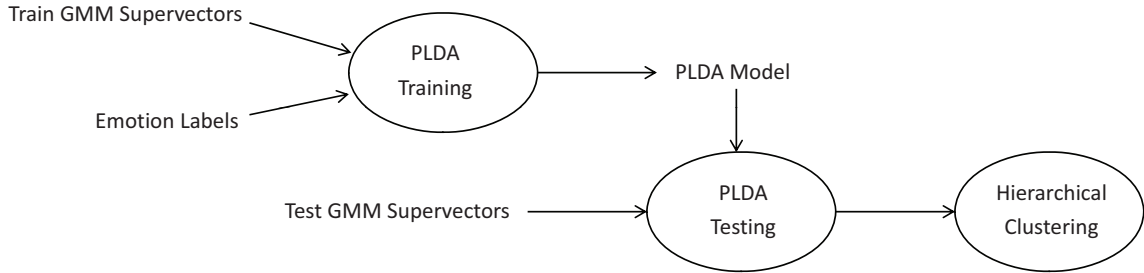 Train GMM Supervectors
PLDA
Training
PLDA Model
Emotion Labels
Test GMM Supervectors
PLDA
Testing
Hierarchical
Clustering